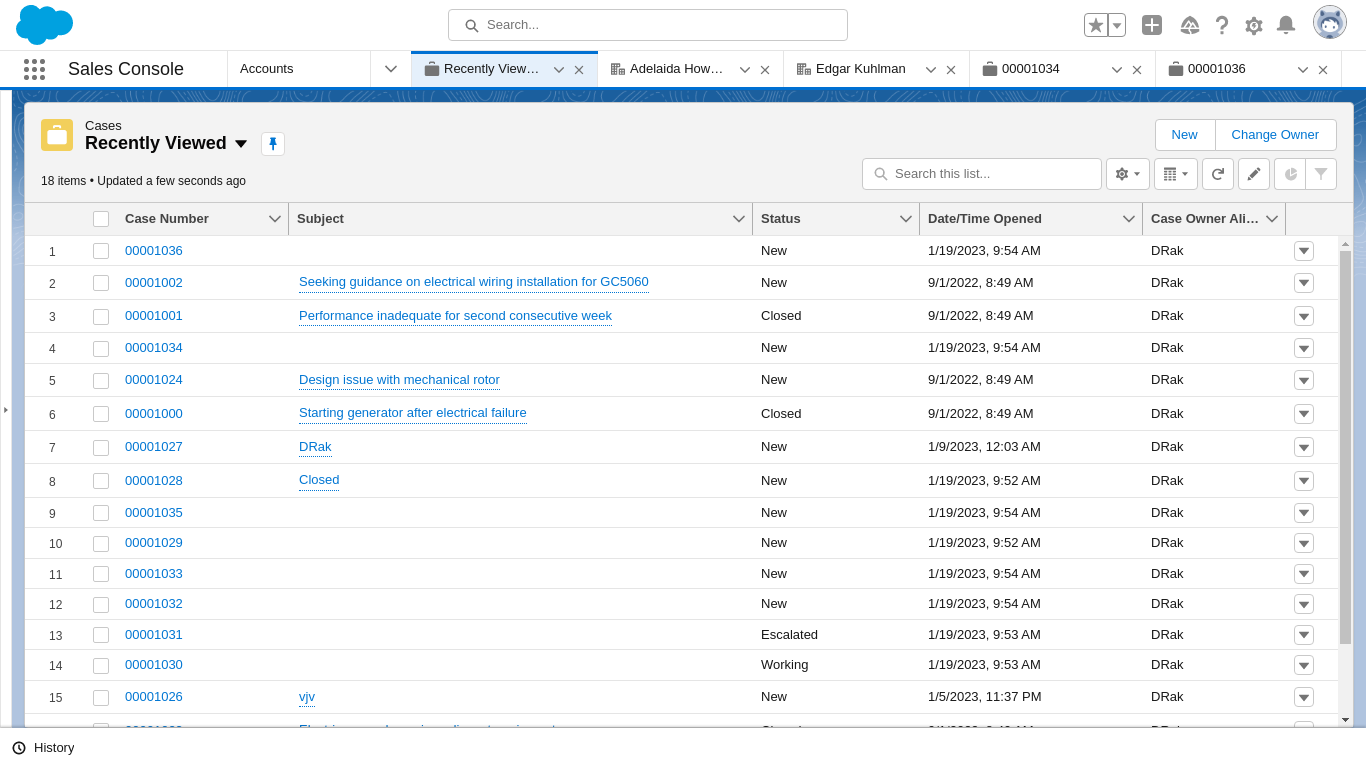 Search...
Sales Console
Accounts
Recently View…
Adelaida How…
Edgar Kuhlman
00001034
00001036
Cases
Recently Viewed
New
Change Owner
18 items • Updated a few seconds ago
Search this list...
Case Number Subject Status Date/Time Opened Case Owner Ali…
1 00001036 New 1/19/2023, 9:54 AM DRak
2 00001002 Seeking guidance on electrical wiring installation for GC5060 New 9/1/2022, 8:49 AM DRak
3 00001001 Performance inadequate for second consecutive week Closed 9/1/2022, 8:49 AM DRak
4 00001034 New 1/19/2023, 9:54 AM DRak
5 00001024 Design issue with mechanical rotor New 9/1/2022, 8:49 AM DRak
6 00001000 Starting generator after electrical failure Closed 9/1/2022, 8:49 AM DRak
7 00001027 DRak New 1/9/2023, 12:03 AM DRak
8 00001028 Closed New 1/19/2023, 9:52 AM DRak
9 00001035 New 1/19/2023, 9:54 AM DRak
10 00001029 New 1/19/2023, 9:52 AM DRak
11 00001033 New 1/19/2023, 9:54 AM DRak
12 00001032 New 1/19/2023, 9:54 AM DRak
13 00001031 Escalated 1/19/2023, 9:53 AM DRak
14 00001030 Working 1/19/2023, 9:53 AM DRak
15 00001026 vjv New 1/5/2023, 11:37 PM DRak
History